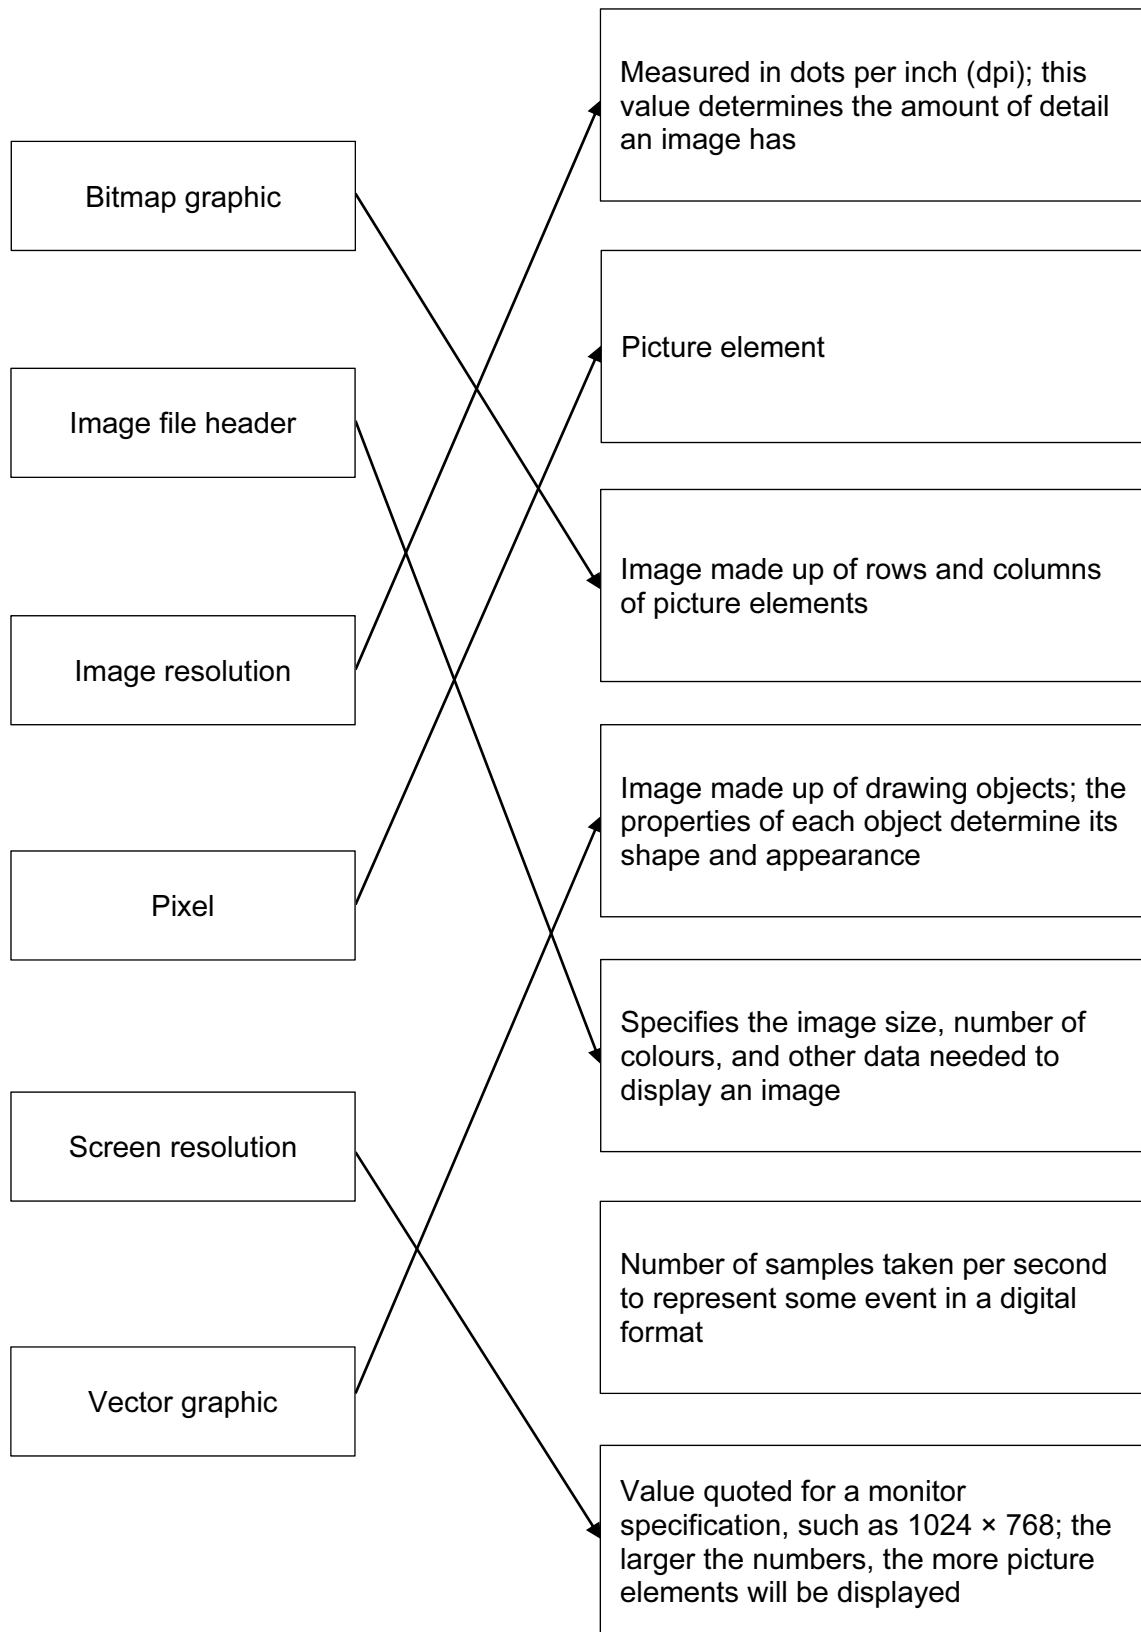 Bitmap graphic
Image file header
Image resolution
Pixel
Screen resolution
Vector graphic
Measured in dots per inch (dpi); this
value determines the amount of detail
an image has
Picture element
Image made up of rows and columns
of picture elements
Image made up of drawing objects; the
properties of each object determine its
shape and appearance
Specifies the image size, number of
colours, and other data needed to
display an image
Number of samples taken per second
to represent some event in a digital
format
Value quoted for a monitor
specification, such as 1024 × 768; the
larger the numbers, the more picture
elements will be displayed